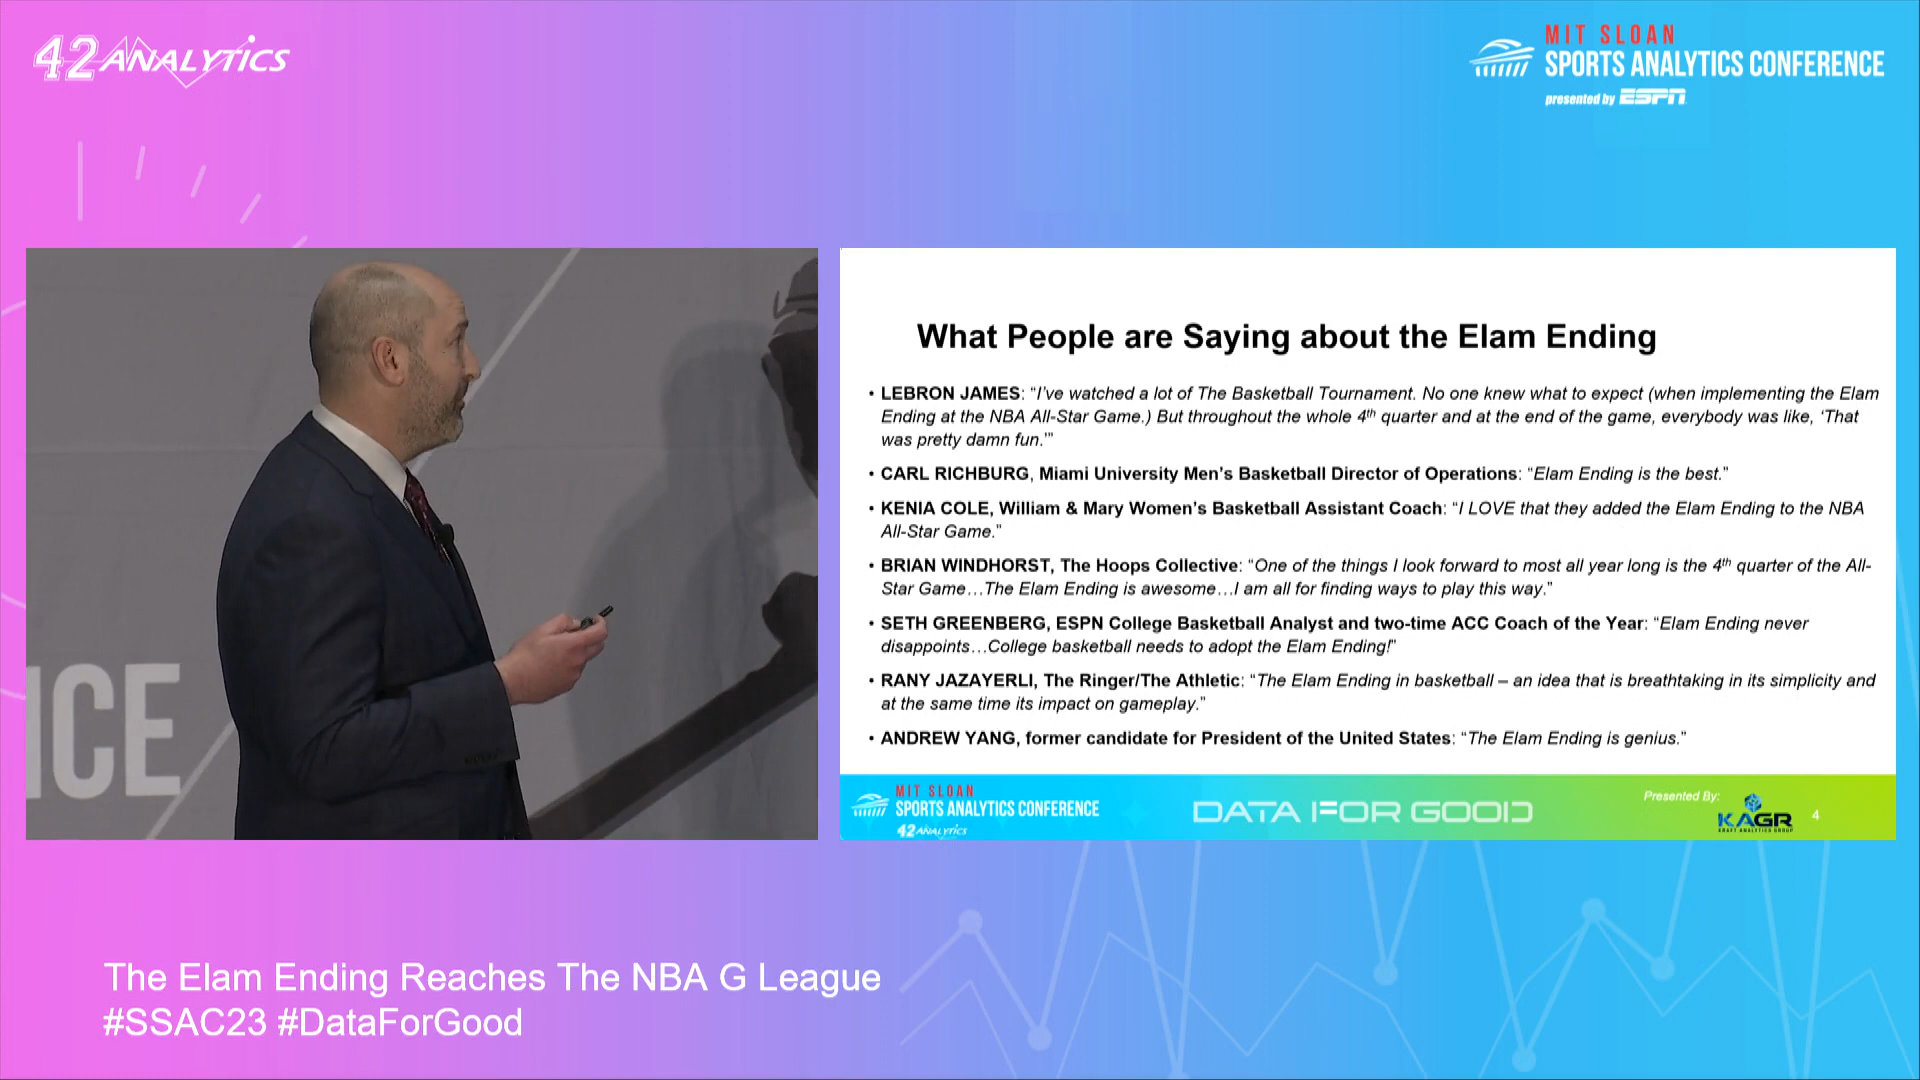 42 ANALYTICS
MIT SLOAN
SPORTS ANALYTICS CONFERENCE
presented by ESPN
ICE
What People are Saying about the Elam Ending
• LEBRON JAMES: “I’ve watched a lot of The Basketball Tournament. No one knew what to expect (when implementing the Elam
Ending at the NBA All-Star Game.) But throughout the whole 4th quarter and at the end of the game, everybody was like, ‘That
was pretty damn fun.’”
• CARL RICHBURG, Miami University Men’s Basketball Director of Operations: “Elam Ending is the best.”
• KENIA COLE, William & Mary Women’s Basketball Assistant Coach: “I LOVE that they added the Elam Ending to the NBA
All-Star Game.”
• BRIAN WINDHORST, The Hoops Collective: “One of the things I look forward to most all year long is the 4th quarter of the All-
Star Game…The Elam Ending is awesome…I am all for finding ways to play this way.”
• SETH GREENBERG, ESPN College Basketball Analyst and two-time ACC Coach of the Year: “Elam Ending never
disappoints…College basketball needs to adopt the Elam Ending!”
• RANY JAZAYERLI, The Ringer/The Athletic: “The Elam Ending in basketball – an idea that is breathtaking in its simplicity and
at the same time its impact on gameplay.”
• ANDREW YANG, former candidate for President of the United States: “The Elam Ending is genius.”
MIT SLOAN
SPORTS ANALYTICS CONFERENCE
42 ANALYTICS
DATA FOR GOOD
Presented By:
KAGR
KRAFT ANALYTICS GROUP
4
The Elam Ending Reaches The NBA G League
#SSAC23 #DataForGood